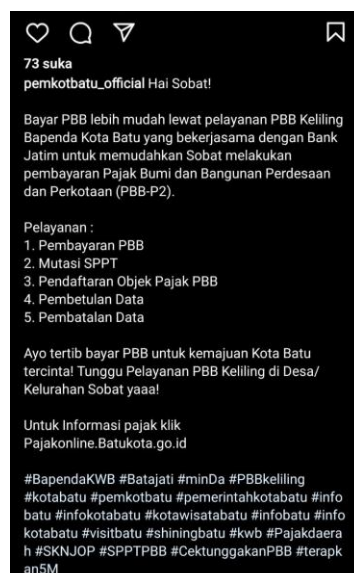 73 suka
pemkotbatu_official Hai Sobat!
Bayar PBB lebih mudah lewat pelayanan PBB Keliling
Bapenda Kota Batu yang bekerjasama dengan Bank
Jatim untuk memudahkan Sobat melakukan
pembayaran Pajak Bumi dan Bangunan Perdesaan
dan Perkotaan (PBB-P2).
Pelayanan :
1. Pembayaran PBB
2. Mutasi SPPT
3. Pendaftaran Objek Pajak PBB
4. Pembetulan Data
5. Pembatalan Data
Ayo tertib bayar PBB untuk kemajuan Kota Batu
tercinta! Tunggu Pelayanan PBB Keliling di Desa/
Kelurahan Sobat yaaa!
Untuk Informasi pajak klik
Pajakonline.Batukota.go.id
#BapendaKWB #Batajati #minDa #PBBkeliling
#kotabatu #pemkotbatu #pemerintahkotabatu #info
batu #infokotabatu #kotawisatabatu #infobatu #info
kotabatu #visitbatu #shiningbatu #kwb #Pajakdaera
h #SKNJOP #SPPTPBB #CektunggakanPBB #terapk
an5M